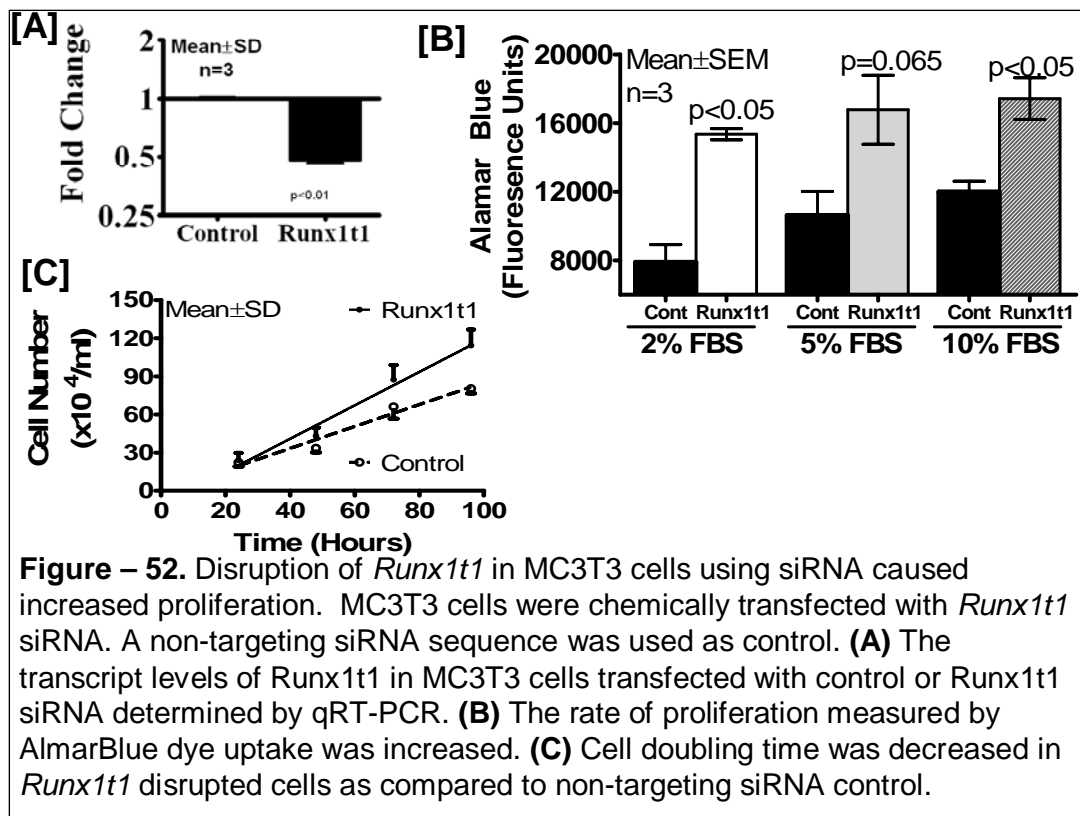 [A]
Fold Change
2
1
0.5
0.25
Mean±SD
n=3
p<0.01
Control Runx1t1
[B]
Alamar Blue
(Fluoresence Units)
20000
16000
12000
8000
Mean±SEM
n=3
p<0.05
p=0.065
p<0.05
Cont Runx1t1 Cont Runx1t1 Cont Runx1t1
2% FBS 5% FBS 10% FBS
[C]
Cell Number
(x10⁴/ml)
150
120
90
60
30
0
Mean±SD
Runx1t1
Control
0 20 40 60 80 100
Time (Hours)
Figure – 52. Disruption of Runx1t1 in MC3T3 cells using siRNA caused
increased proliferation. MC3T3 cells were chemically transfected with Runx1t1
siRNA. A non-targeting siRNA sequence was used as control. (A) The
transcript levels of Runx1t1 in MC3T3 cells transfected with control or Runx1t1
siRNA determined by qRT-PCR. (B) The rate of proliferation measured by
AlmarBlue dye uptake was increased. (C) Cell doubling time was decreased in
Runx1t1 disrupted cells as compared to non-targeting siRNA control.